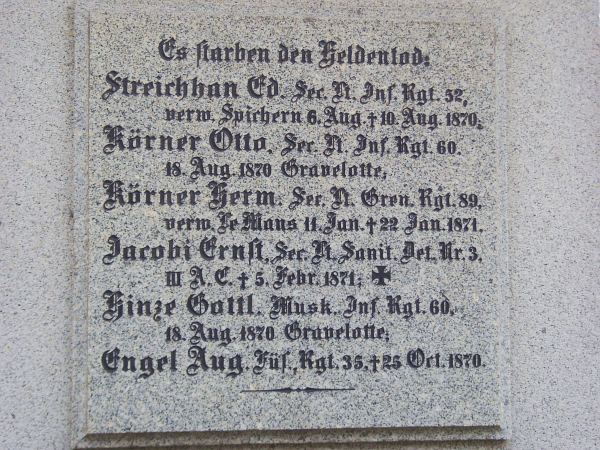 Es starben den Heldentod:
Streichhan Ed. Sec. Lt. Inf. Rgt. 52,
verw. Spichern 6. Aug. † 10. Aug. 1870.
Körner Otto, Sec. Lt. Inf. Rgt. 60.
18. Aug. 1870 Gravelotte,
Körner Herm. Sec. Lt. Gren. Rgt. 89,
verw. Le Mans 11. Jan. † 22 Jan. 1871.
Jacobi Ernst, Sec. Lt. Sanit. Det. Nr. 3.
III A. C. † 5. Febr. 1871; ✠
Hinze Gottl. Musk. Inf. Rgt. 60,
18. Aug. 1870 Gravelotte;
Engel Aug. Füs., Rgt. 35, † 25 Oct. 1870.